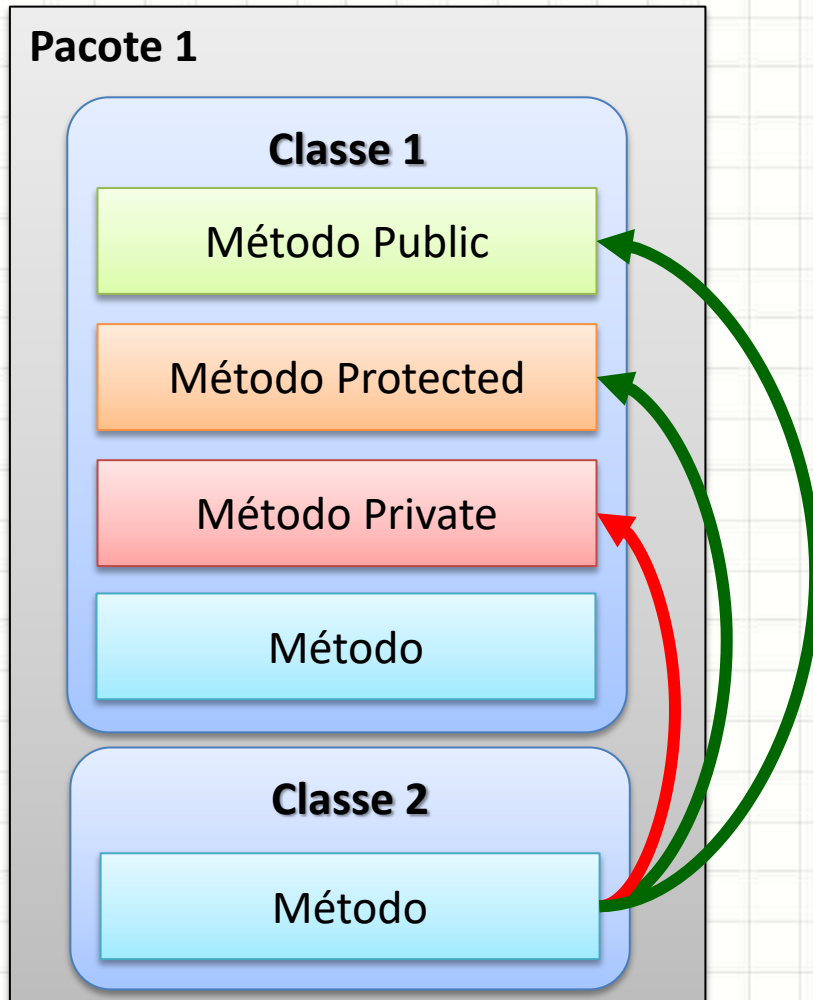 Pacote 1
Classe 1
Método Public
Método Protected
Método Private
Método
Classe 2
Método